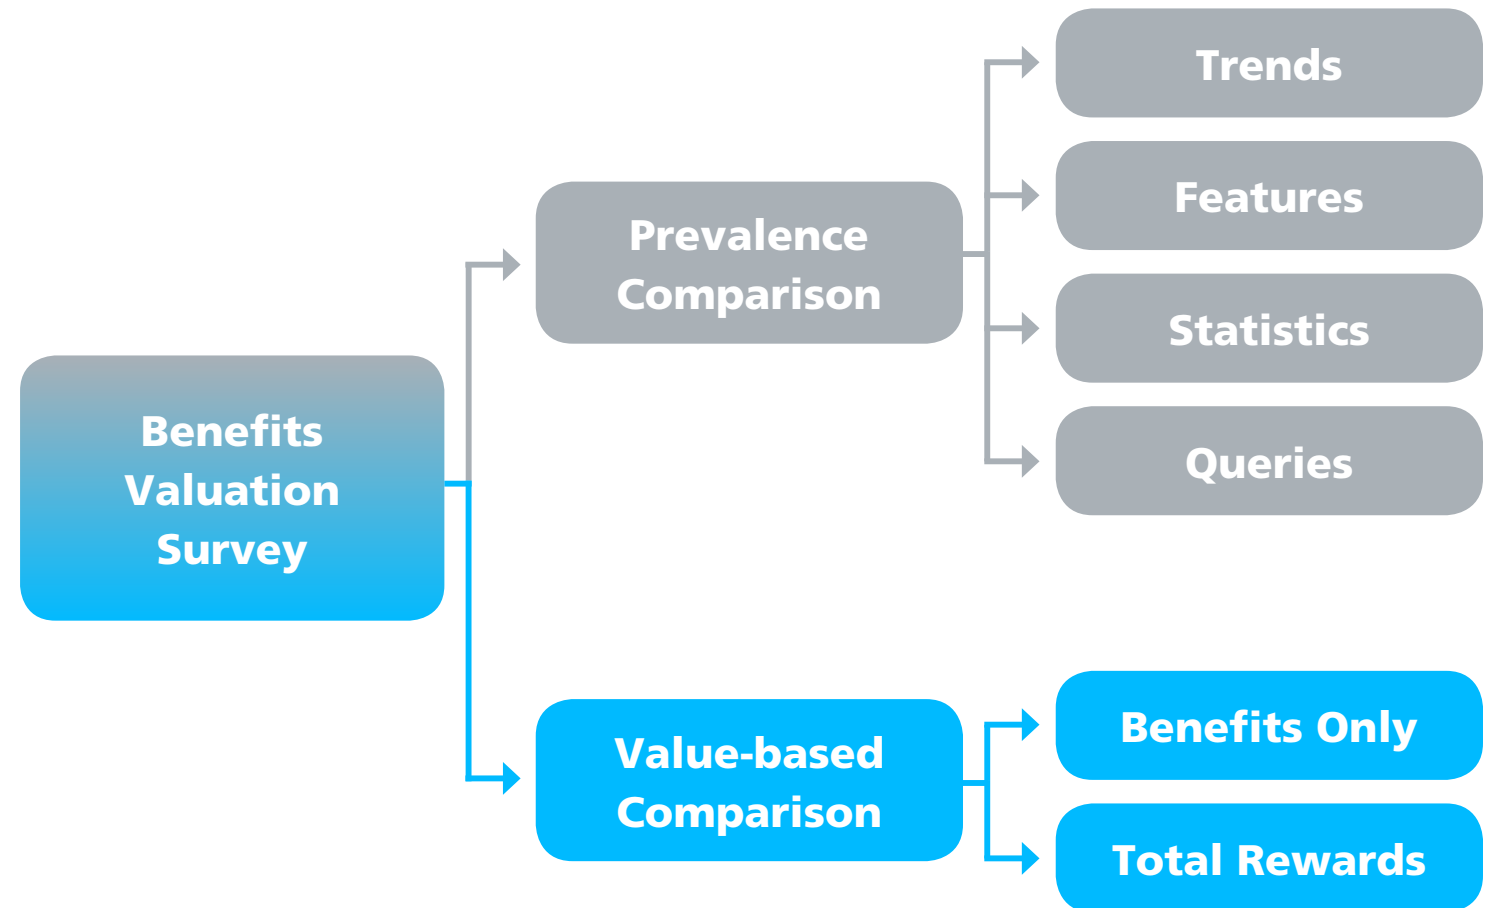 Benefits
Valuation
Survey
Prevalence
Comparison
Trends
Features
Statistics
Queries
Value-based
Comparison
Benefits Only
Total Rewards